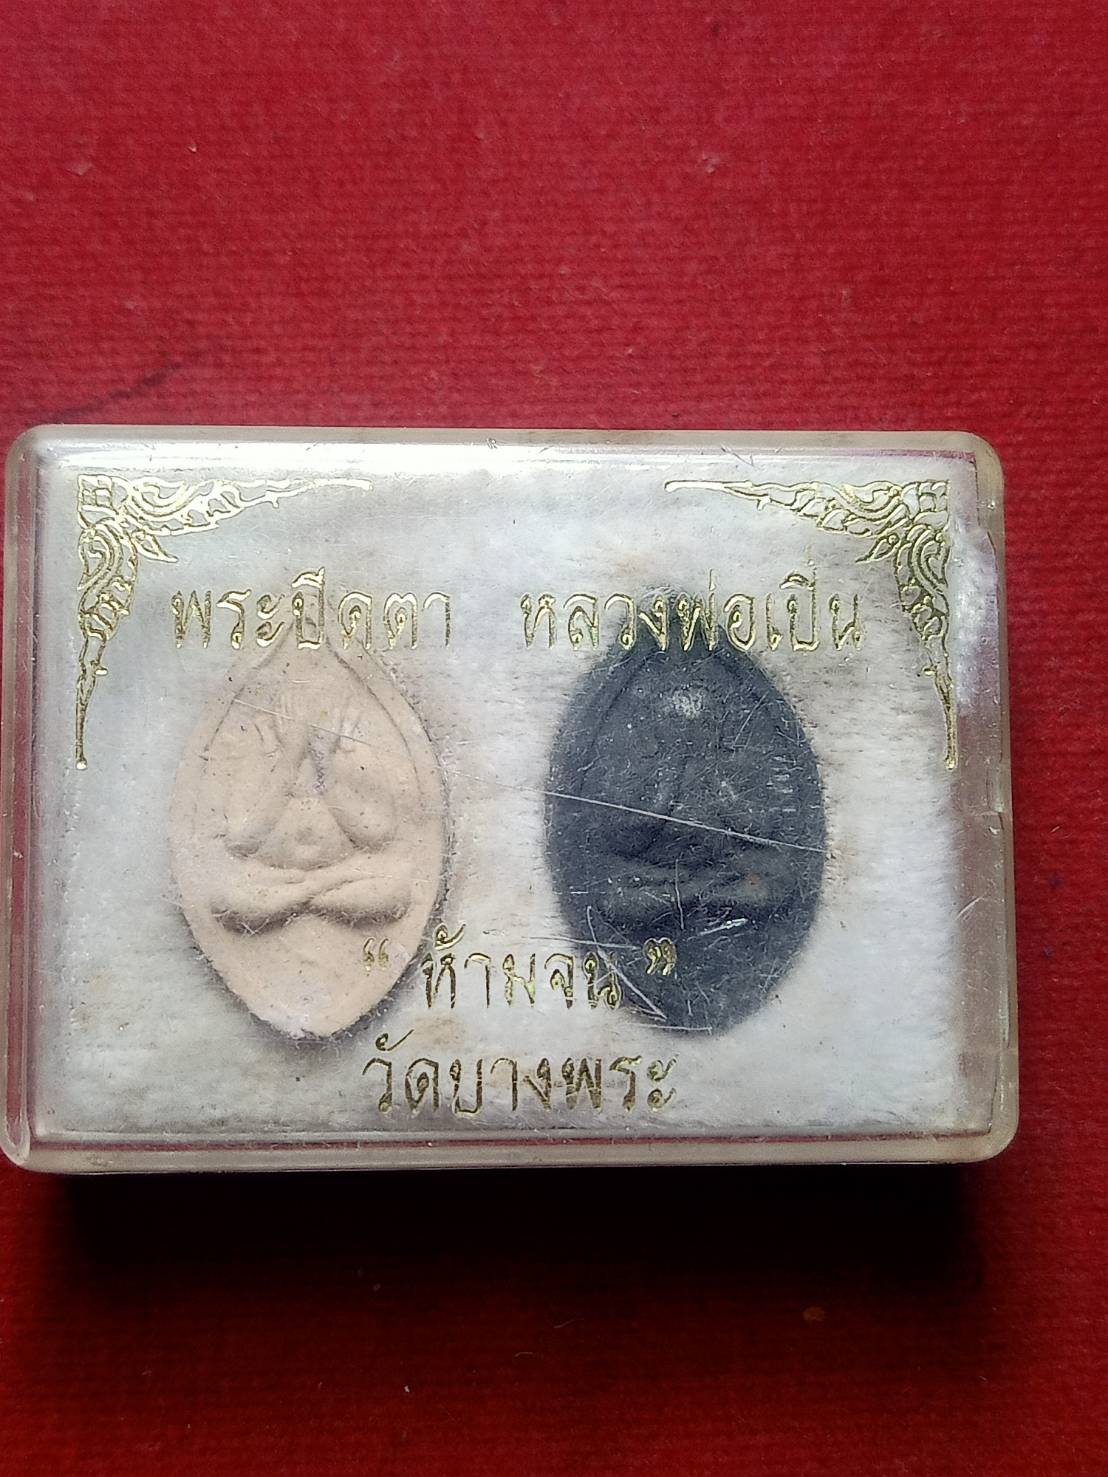 พระปิดตา หลวงพ่อเปิ่น
“ ห้ามจน ”
วัดบางพระ